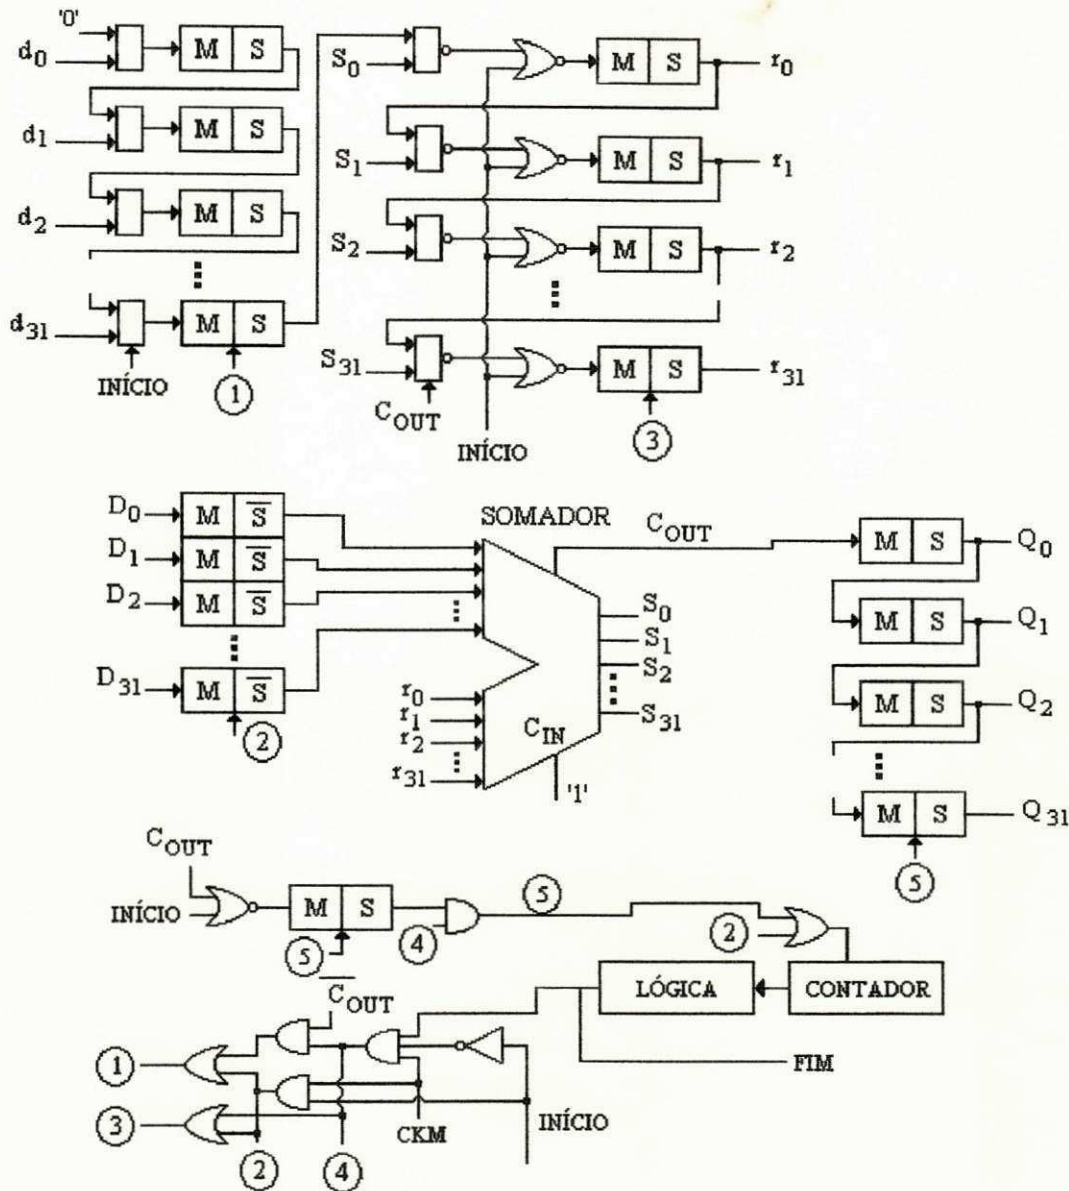 '0'
d0
M S
d1
M S
d2
M S
d31
M S
INÍCIO
1
S0
M S
r0
S1
M S
r1
S2
M S
r2
S31
M S
r31
COUT
INÍCIO
3
D0
M S̅
D1
M S̅
D2
M S̅
D31
M S̅
2
SOMADOR
COUT
S0
S1
S2
S31
r0
r1
r2
r31
CIN
'1'
M S
Q0
M S
Q1
M S
Q2
M S
Q31
5
COUT
INÍCIO
M S
5
4
5
2
LÓGICA
CONTADOR
FIM
C̅OUT
1
3
2
4
CKM
INÍCIO